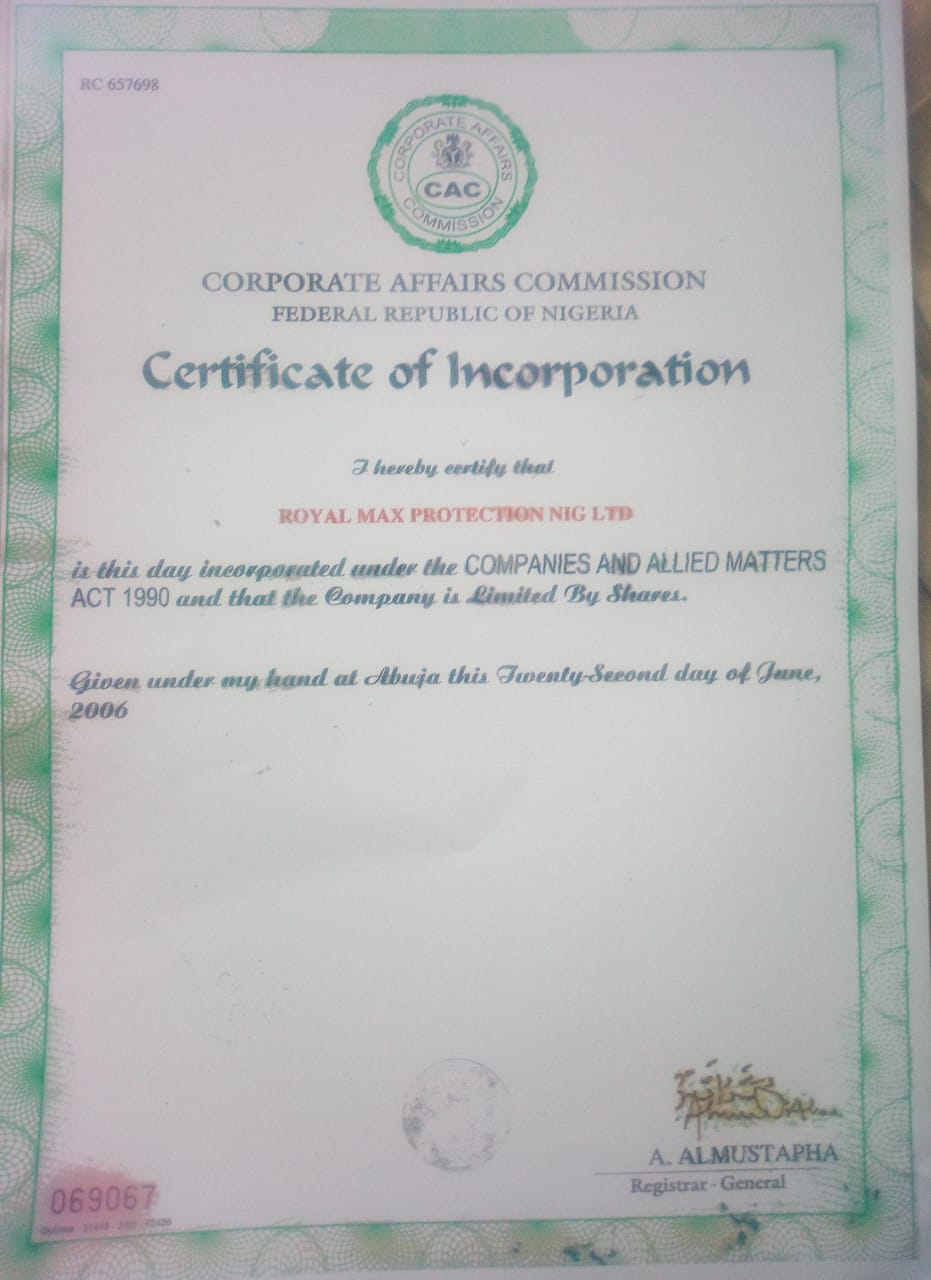 RC 657698
CORPORATE AFFAIRS
CAC
COMMISSION
CORPORATE AFFAIRS COMMISSION
FEDERAL REPUBLIC OF NIGERIA
Certificate of Incorporation
I hereby certify that
ROYAL MAX PROTECTION NIG LTD
is this day incorporated under the COMPANIES AND ALLIED MATTERS
ACT 1990 and that the Company is Limited By Shares.
Given under my hand at Abuja this Twenty-Second day of June,
2006
A. ALMUSTAPHA
Registrar - General
069067